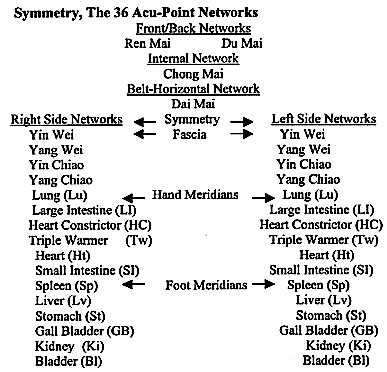 Symmetry, The 36 Acu-Point Networks
Front/Back Networks
Ren Mai Du Mai
Internal Network
Chong Mai
Belt-Horizontal Network
Dai Mai
Right Side Networks Symmetry Left Side Networks
Yin Wei Fascia Yin Wei
Yang Wei Yang Wei
Yin Chiao Yin Chiao
Yang Chiao Yang Chiao
Lung (Lu) Hand Meridians Lung (Lu)
Large Intestine (LI) Large Intestine (LI)
Heart Constrictor (HC) Heart Constrictor (HC)
Triple Warmer (Tw) Triple Warmer (Tw)
Heart (Ht) Heart (Ht)
Small Intestine (SI) Small Intestine (SI)
Spleen (Sp) Foot Meridians Spleen (Sp)
Liver (Lv) Liver (Lv)
Stomach (St) Stomach (St)
Gall Bladder (GB) Gall Bladder (GB)
Kidney (Ki) Kidney (Ki)
Bladder (Bl) Bladder (Bl)